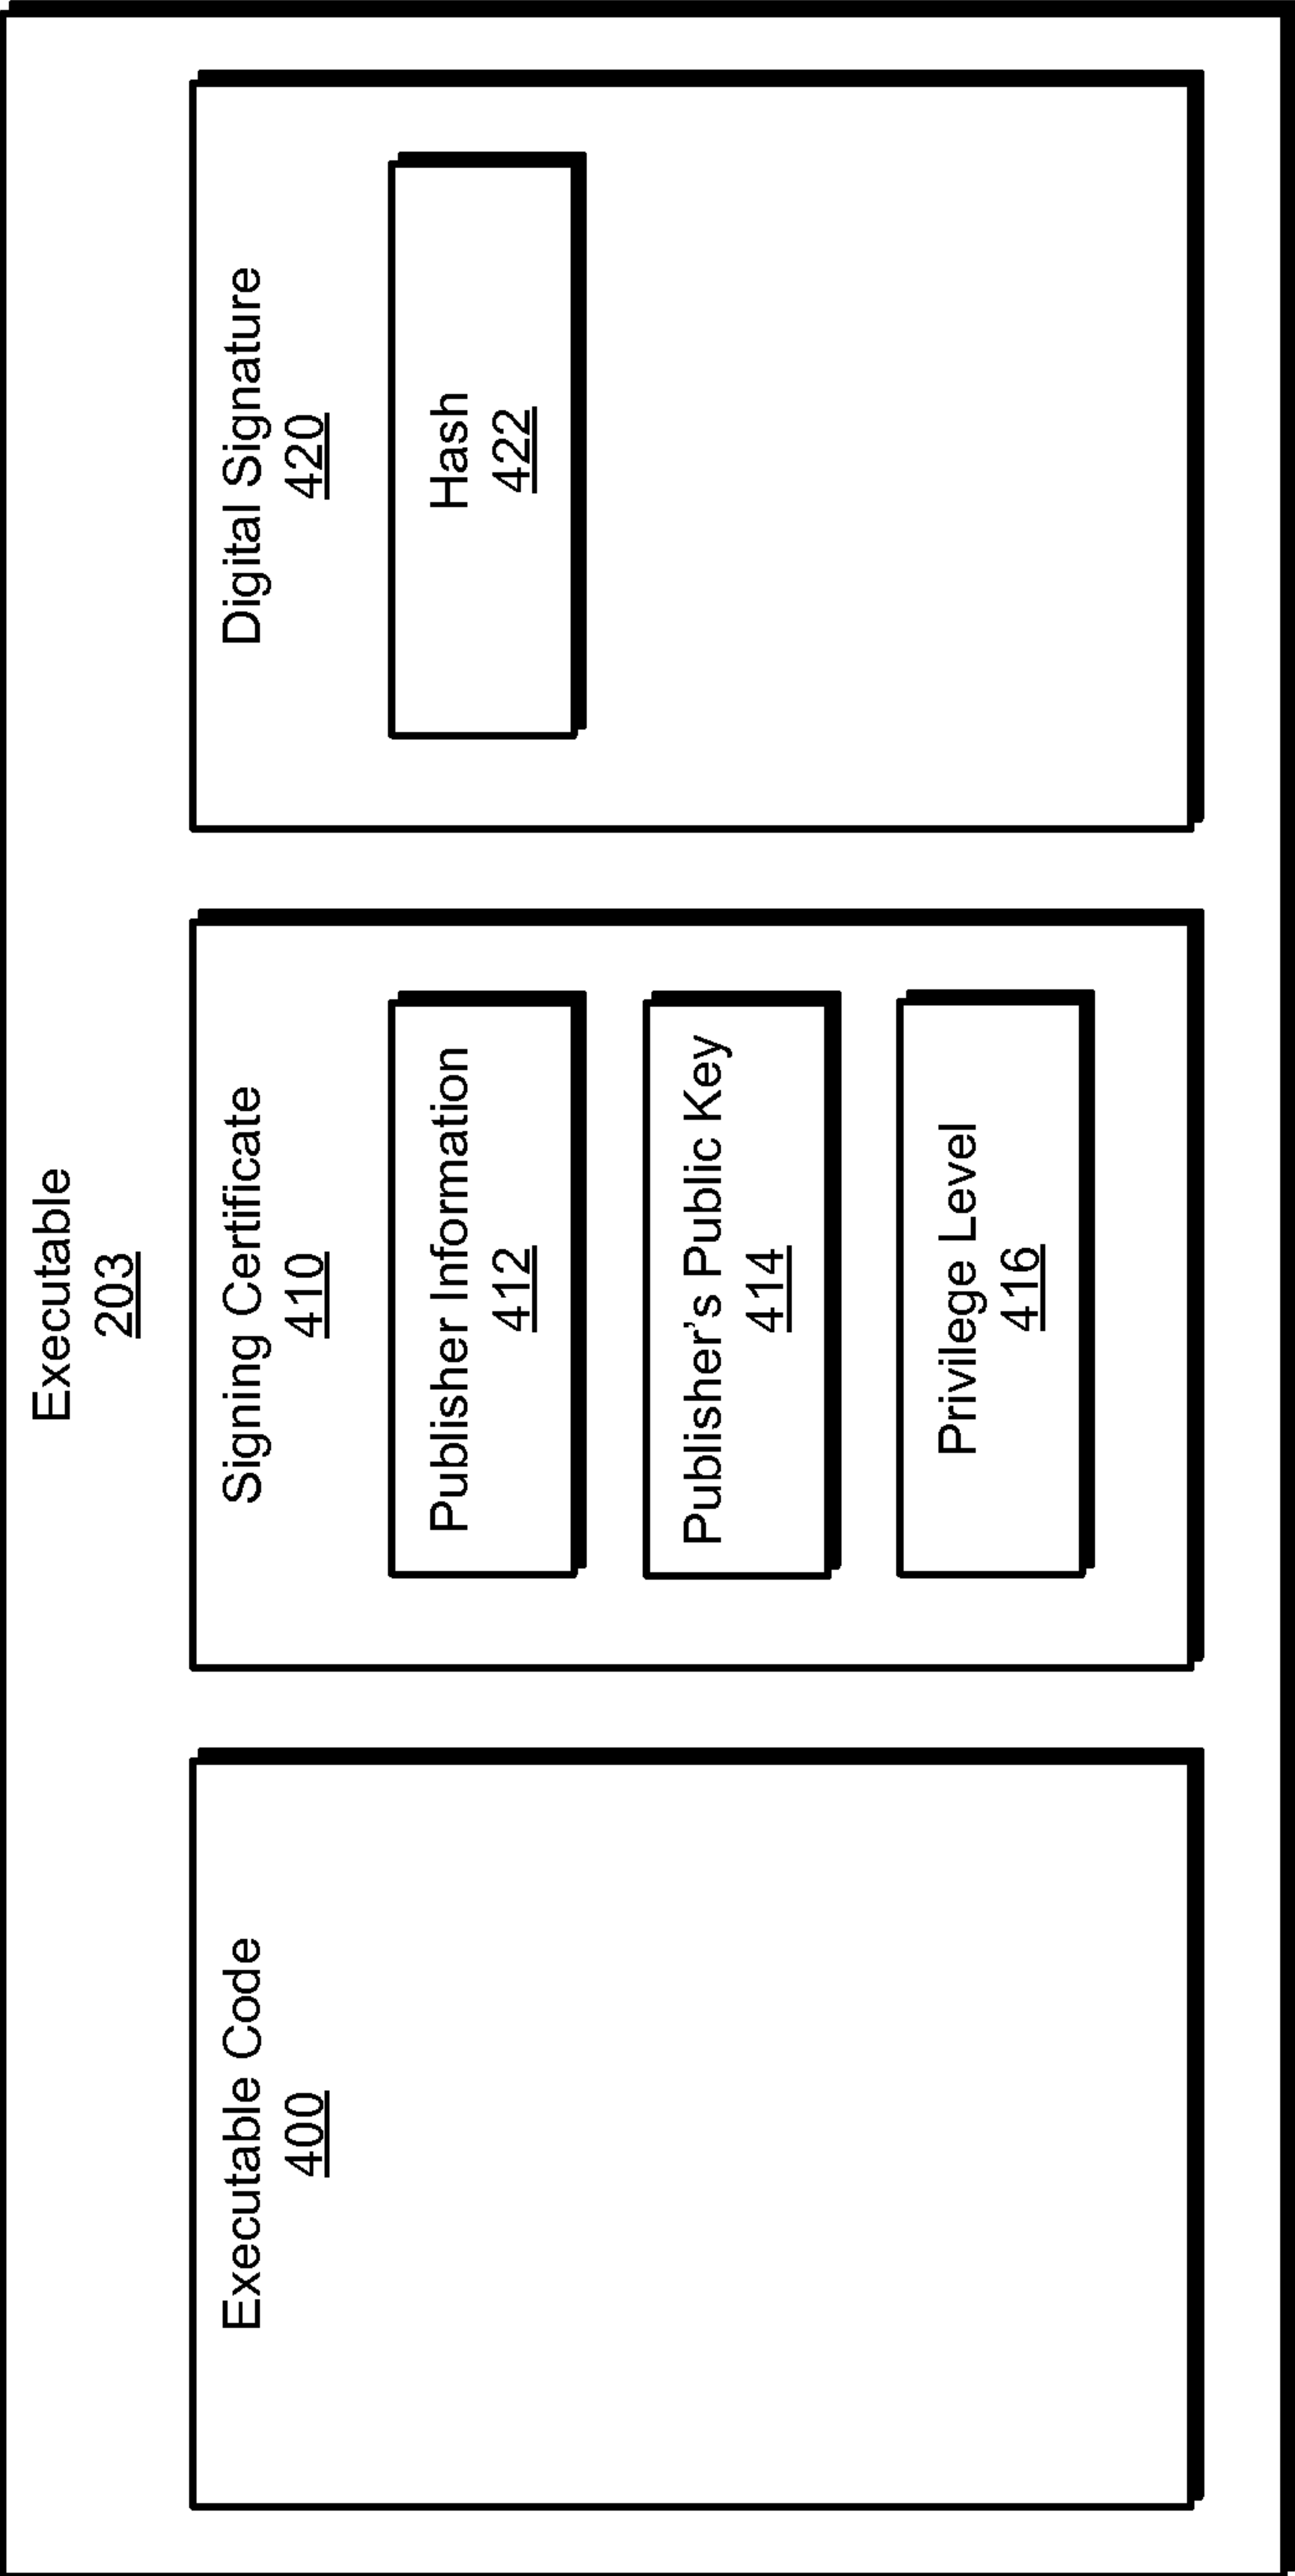 Executable
203
Executable Code
400
Signing Certificate
410
Publisher Information
412
Publisher's Public Key
414
Privilege Level
416
Digital Signature
420
Hash
422